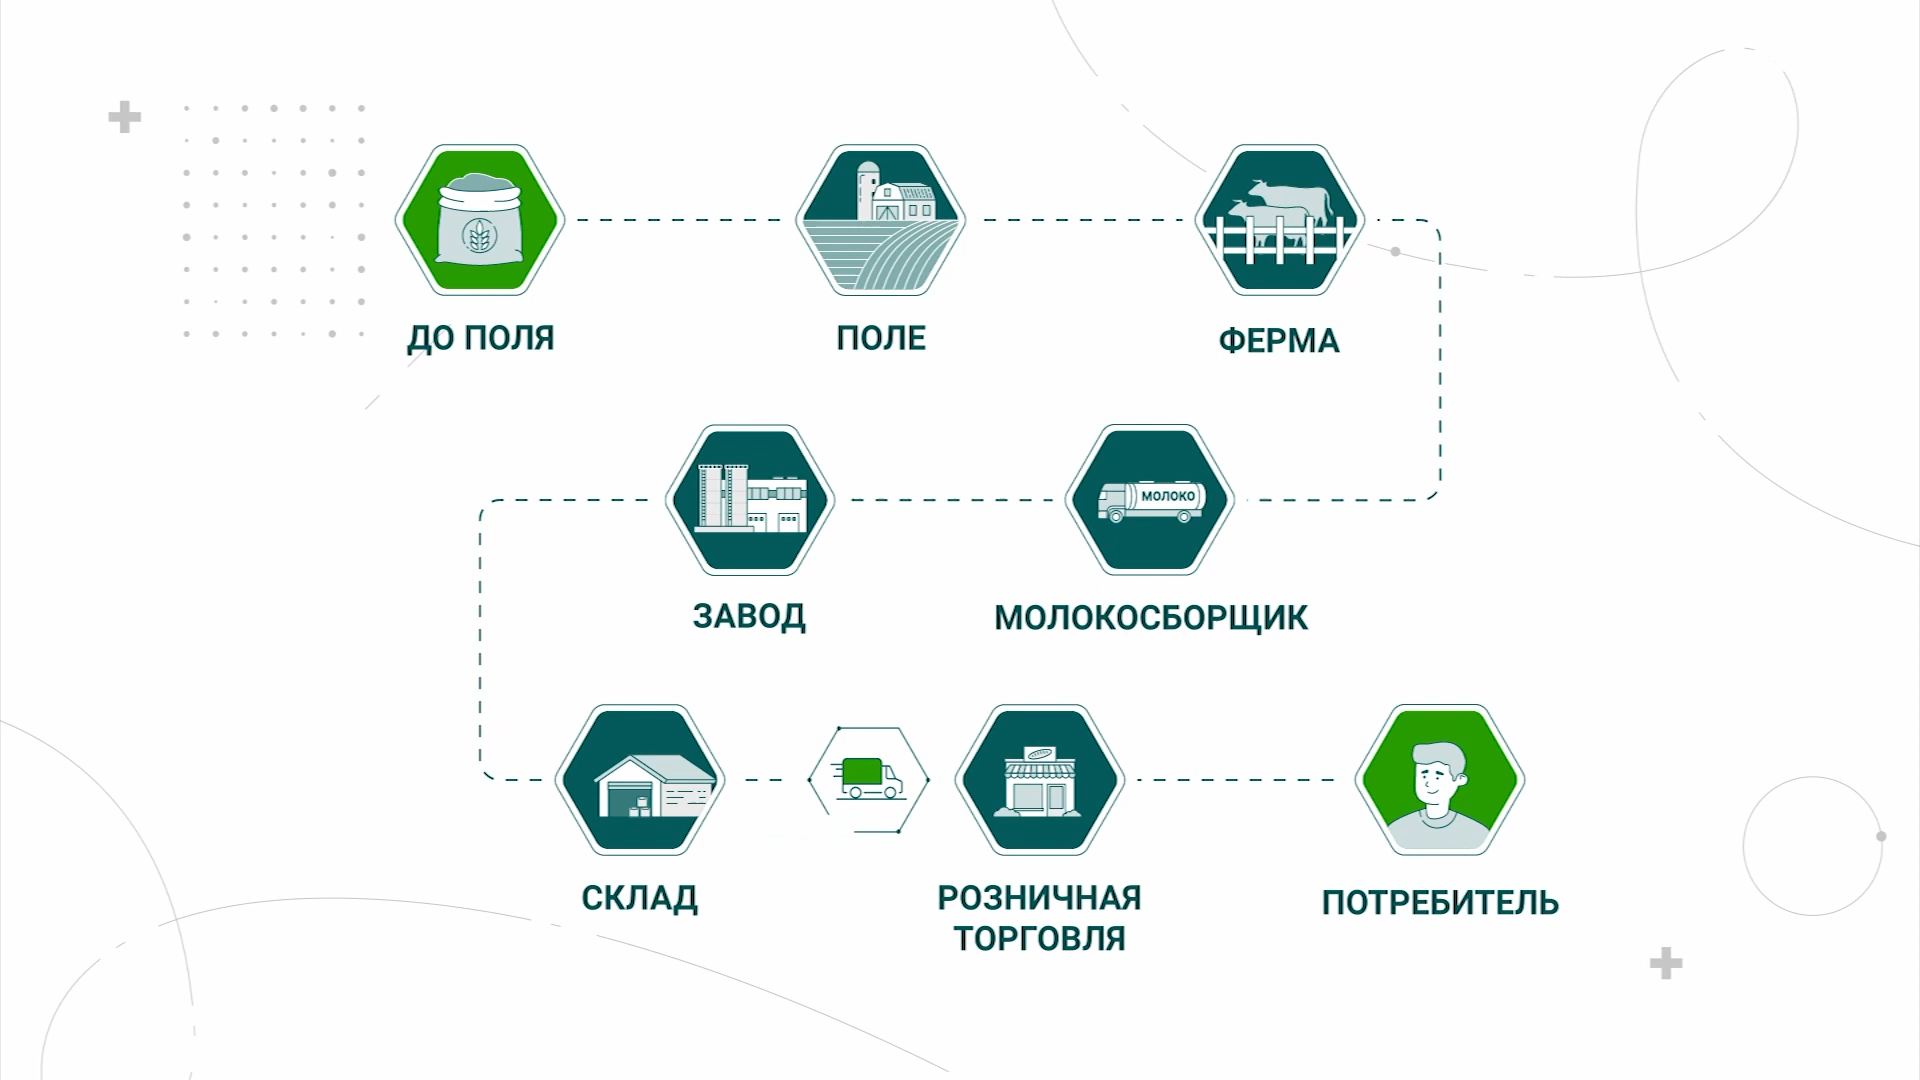 ДО ПОЛЯ
ПОЛЕ
ФЕРМА
ЗАВОД
МОЛОКО
МОЛОКОСБОРЩИК
СКЛАД
РОЗНИЧНАЯ
ТОРГОВЛЯ
ПОТРЕБИТЕЛЬ